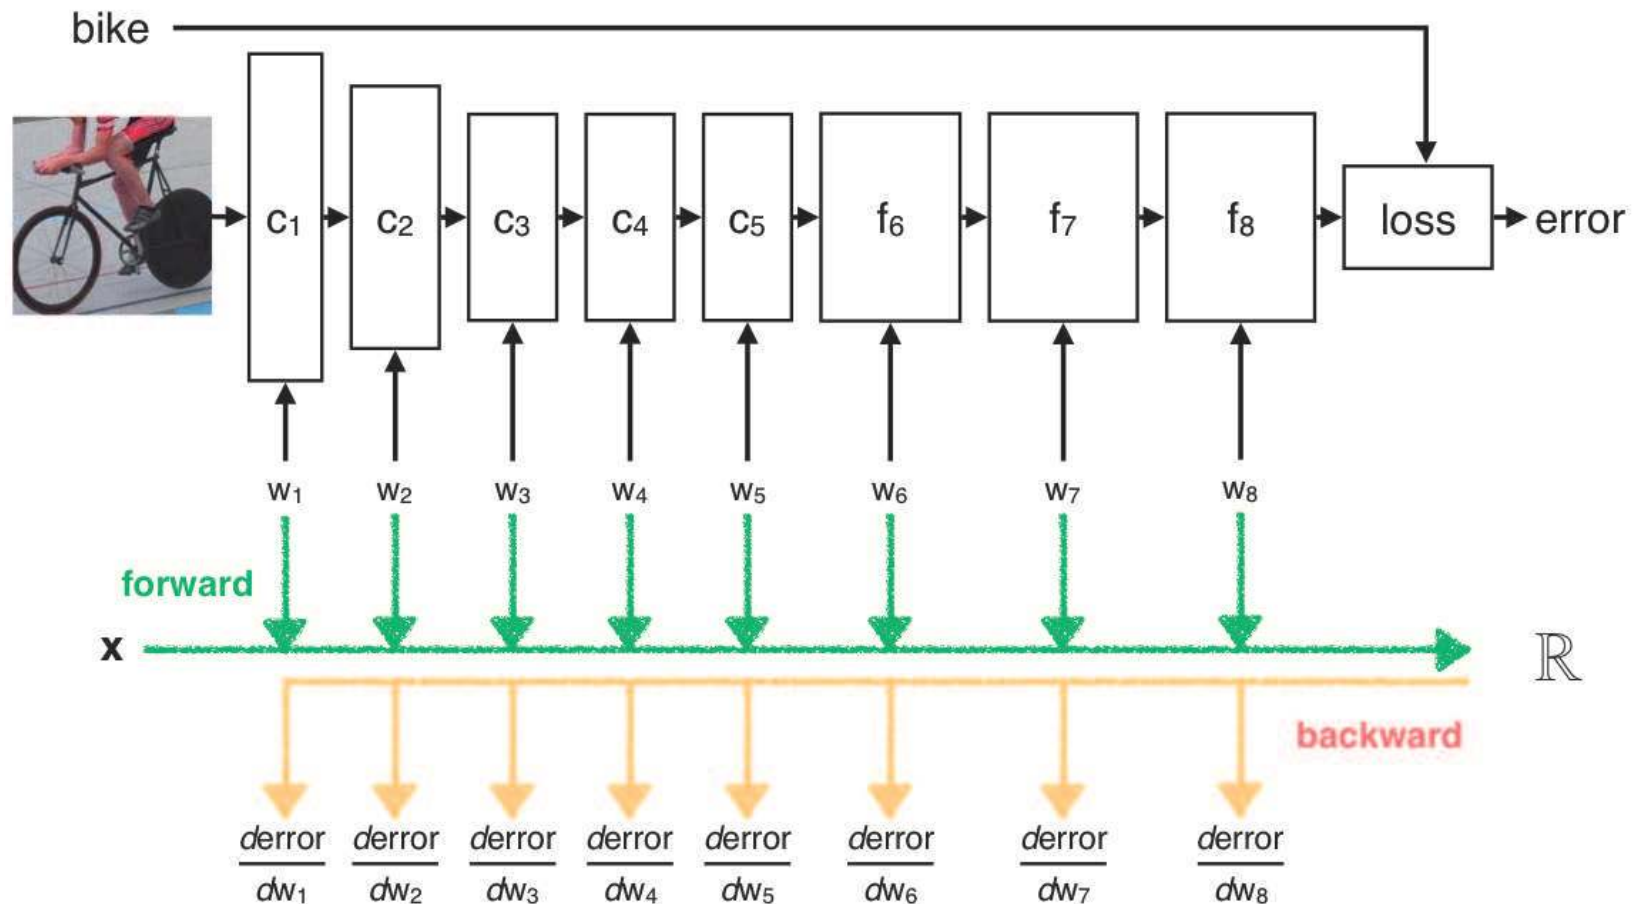 bike
c₁ c₂ c₃ c₄ c₅ f₆ f₇ f₈ loss error
w₁ w₂ w₃ w₄ w₅ w₆ w₇ w₈
forward
x ℝ
backward
derror derror derror derror derror derror derror derror
dw₁ dw₂ dw₃ dw₄ dw₅ dw₆ dw₇ dw₈